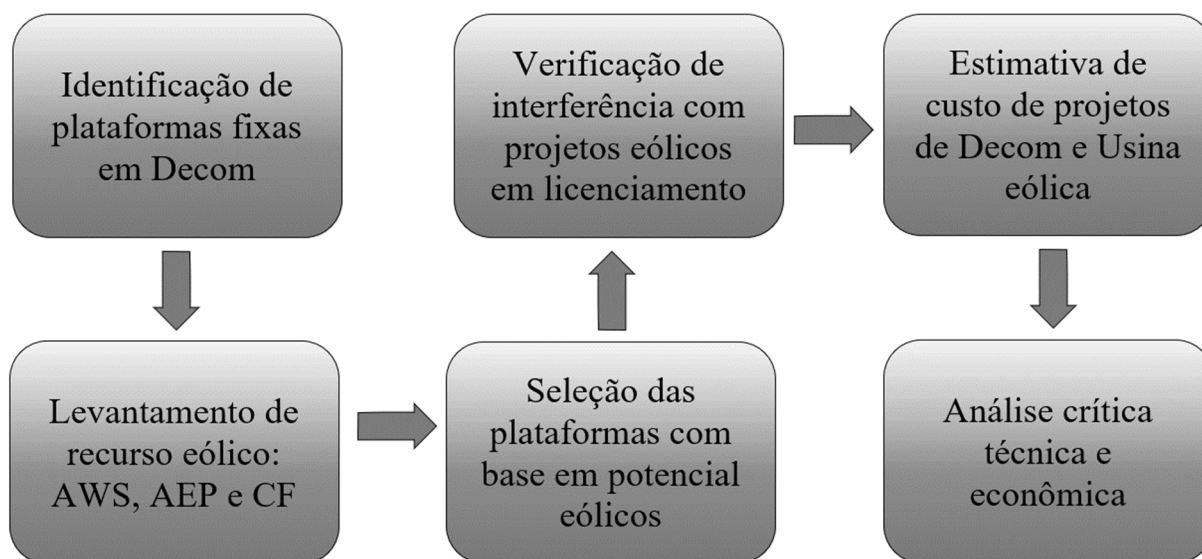 Identificação de
plataformas fixas
em Decom
Levantamento de
recurso eólico:
AWS, AEP e CF
Seleção das
plataformas com
base em potencial
eólicos
Verificação de
interferência com
projetos eólicos
em licenciamento
Estimativa de
custo de projetos
de Decom e Usina
eólica
Análise crítica
técnica e
econômica